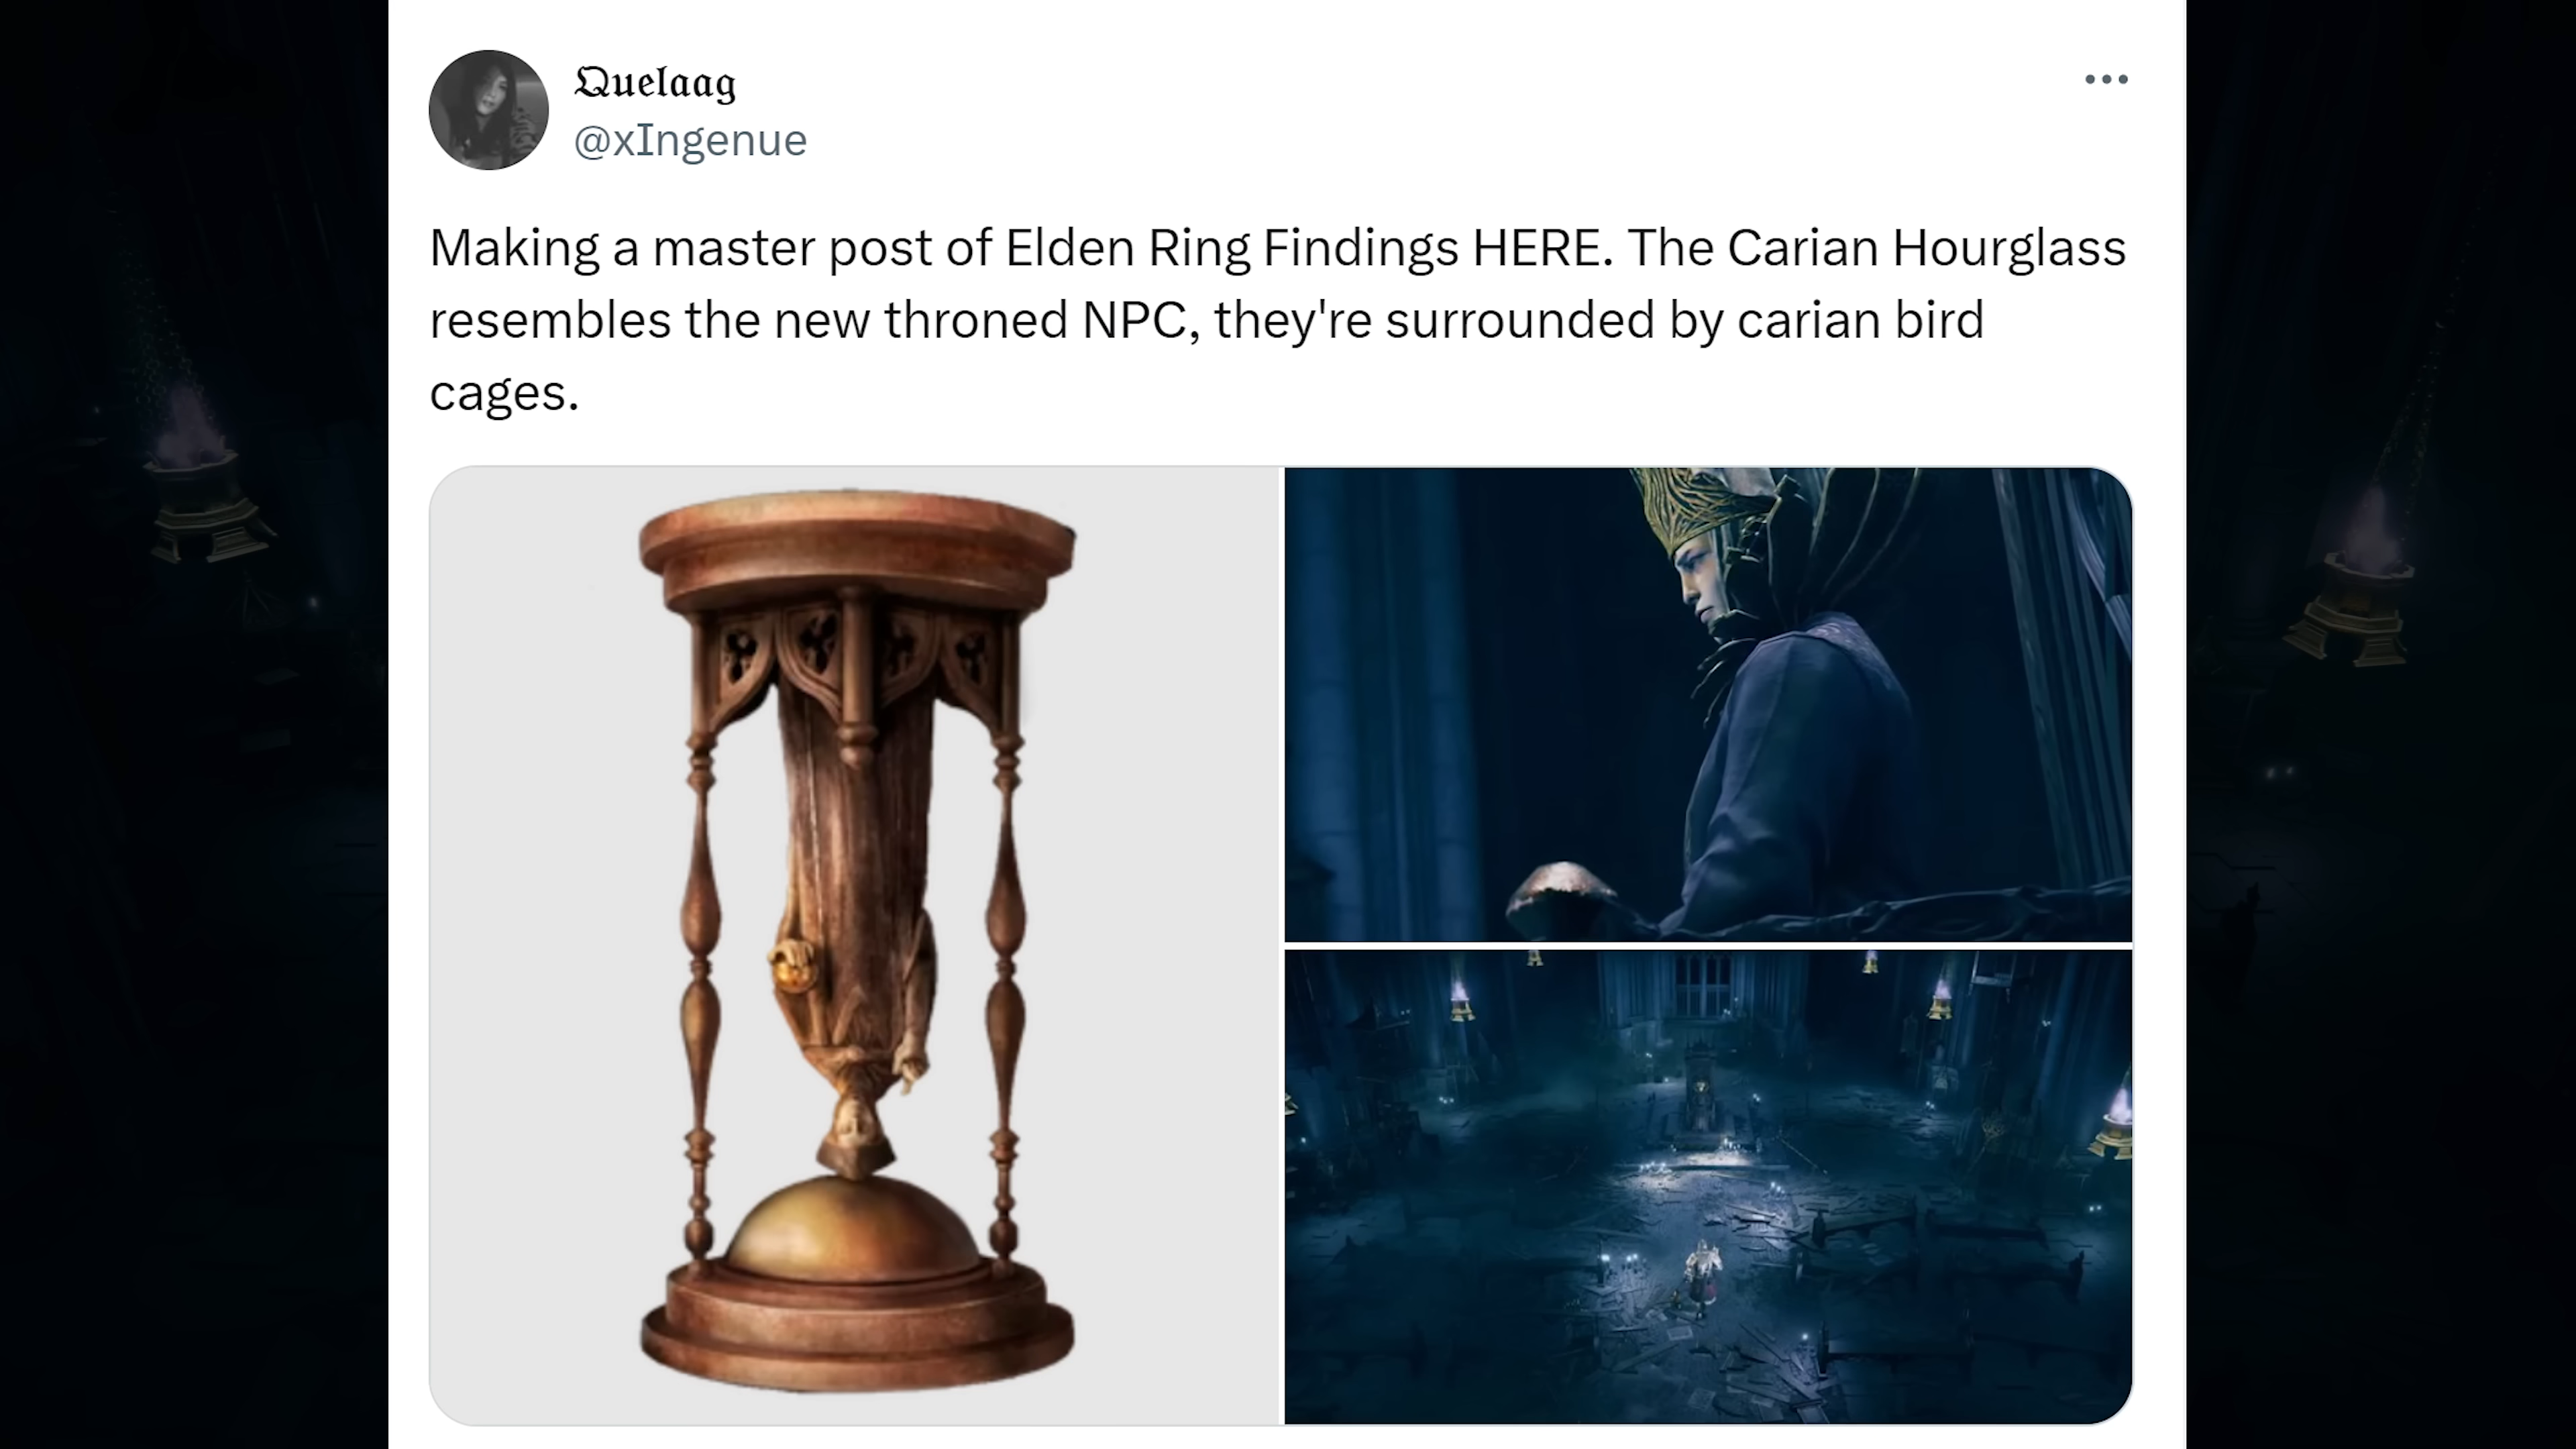 𝔔𝔲𝔢𝔩𝔞𝔞𝔤
@xIngenue
Making a master post of Elden Ring Findings HERE. The Carian Hourglass
resembles the new throned NPC, they're surrounded by carian bird
cages.